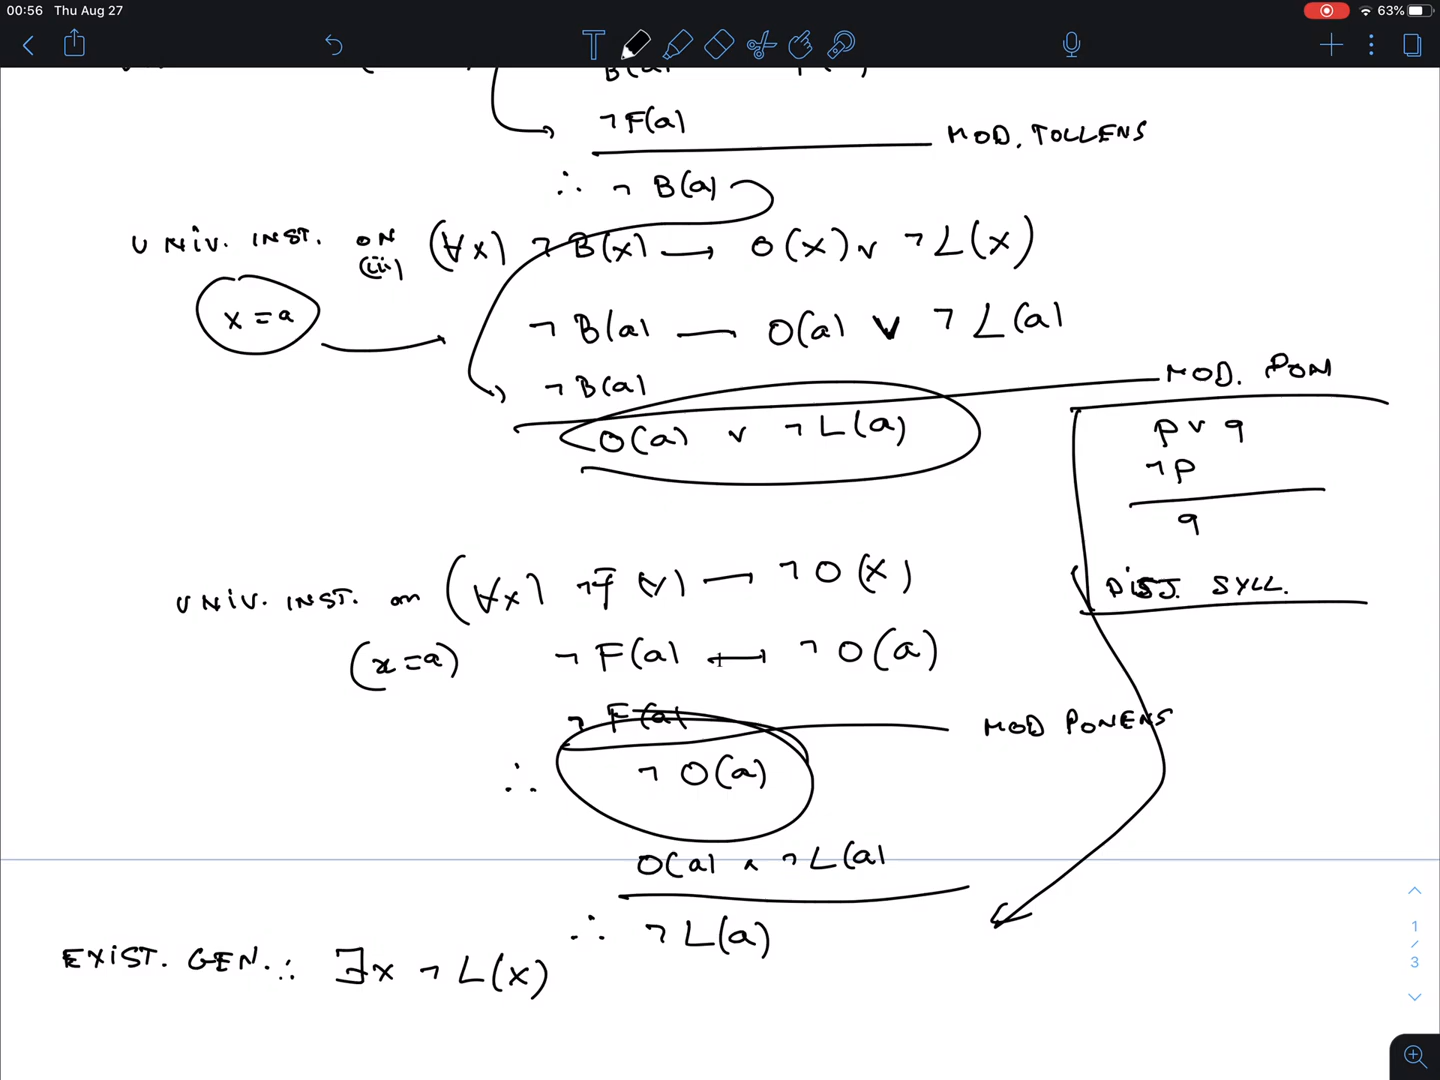 00:56 Thu Aug 27 63%
T
B(a)
¬ F(a) MOD. TOLLENS
∴ ¬ B(a)
UNIV. INST. ON (iii) (∀x) ¬ B(x) → O(x) ∨ ¬ L(x)
x = a
¬ B(a) — O(a) ∨ ¬ L(a)
¬ B(a) MOD. PON
O(a) ∨ ¬ L(a)
p ∨ q
¬ p
q
DISJ. SYLL.
UNIV. INST. on (∀x) ¬ F(x) → ¬ O(x)
(x = a) ¬ F(a) → ¬ O(a)
¬ F(a) MOD PONENS
∴ ¬ O(a)
O(a) ∨ ¬ L(a)
∴ ¬ L(a)
EXIST. GEN. ∴ ∃x ¬ L(x)
1
/
3